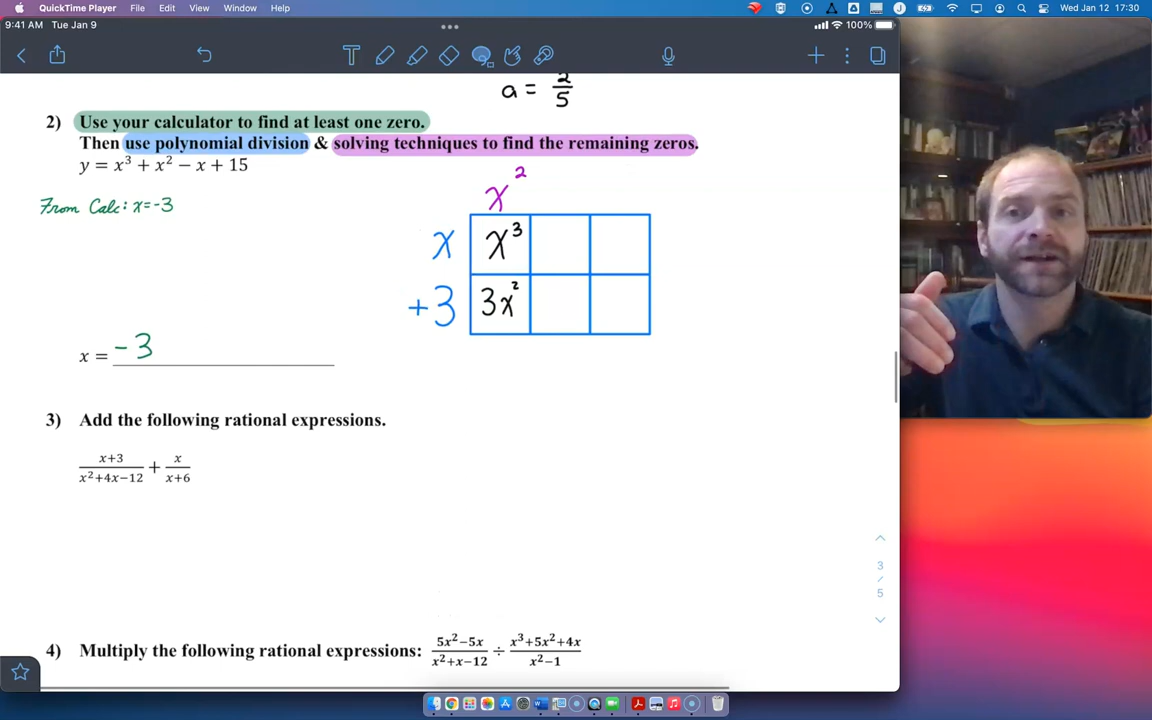 QuickTime Player File Edit View Window Help 100% Wed Jan 12 17:30
9:41 AM Tue Jan 9 100%
a = 2/5
2) Use your calculator to find at least one zero.
Then use polynomial division & solving techniques to find the remaining zeros.
y = x³ + x² − x + 15
From Calc: x=-3
x²
x x³
+3 3x²
x = -3
3) Add the following rational expressions.
x+3/x²+4x−12 + x/x+6
3
/
5
4) Multiply the following rational expressions: 5x²−5x/x²+x−12 ÷ x³+5x²+4x/x²−1